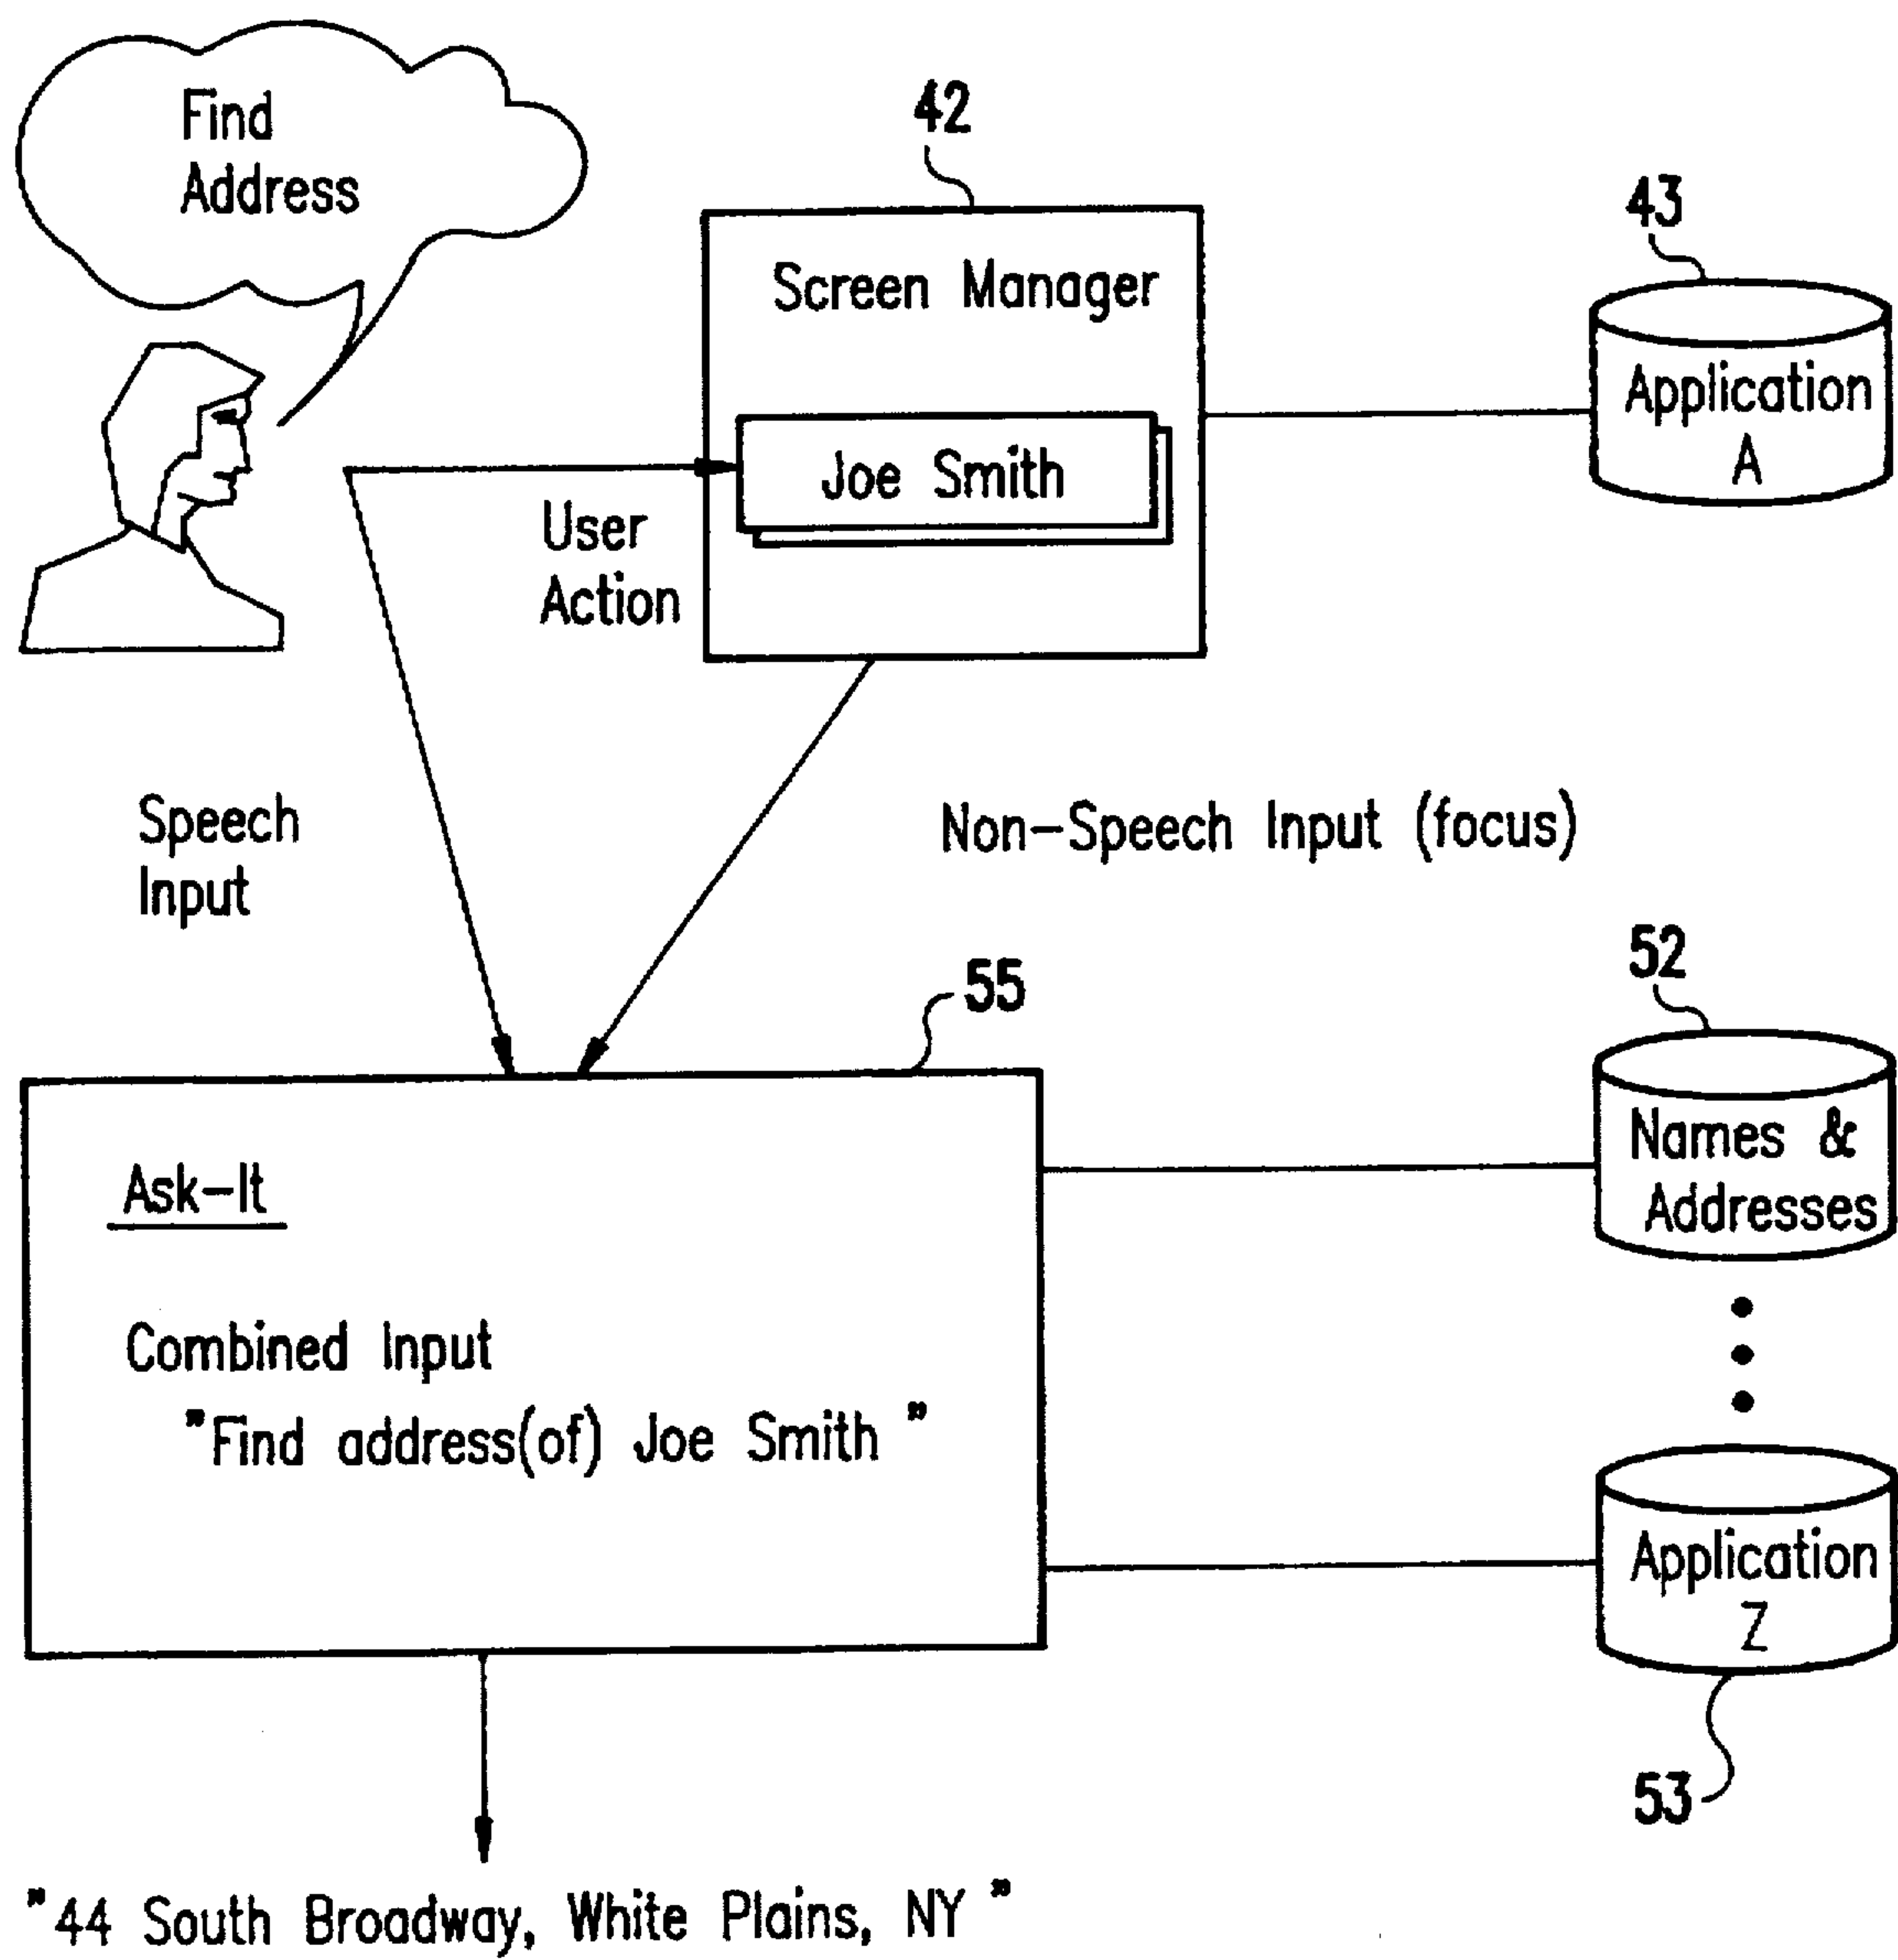 Find
Address
42
43
Screen Manager
Application
A
Joe Smith
User
Action
Speech
Input
Non-Speech Input (focus)
55
52
Names &
Addresses
Ask-It
Combined Input
"Find address(of) Joe Smith "
Application
Z
53
"44 South Broadway, White Plains, NY "